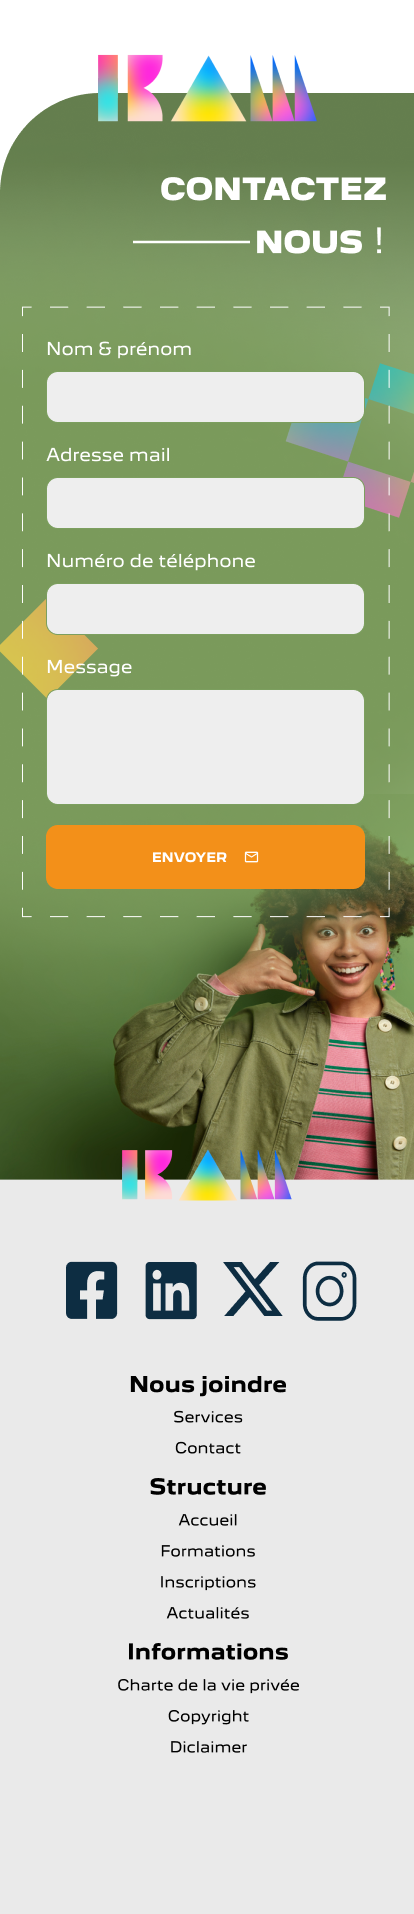 IKAM
CONTACTEZ
NOUS !
Nom & prénom
Adresse mail
Numéro de téléphone
Message
ENVOYER
IKAM
Nous joindre
Services
Contact
Structure
Accueil
Formations
Inscriptions
Actualités
Informations
Charte de la vie privée
Copyright
Diclaimer